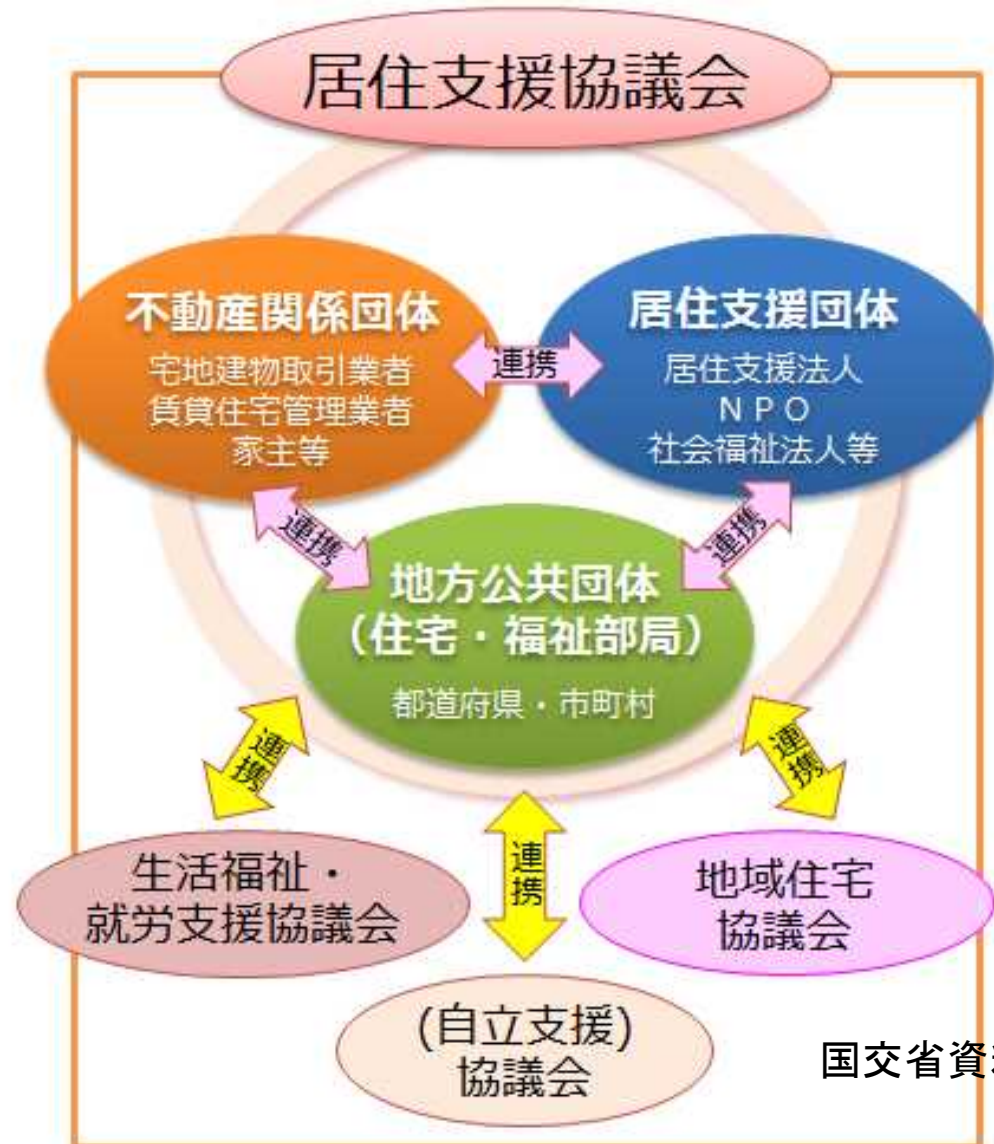 居住支援協議会
不動産関係団体
宅地建物取引業者
賃貸住宅管理業者
家主等
連携
居住支援団体
居住支援法人
ＮＰＯ
社会福祉法人等
連携
連携
地方公共団体
（住宅・福祉部局）
都道府県・市町村
連携
連携
連携
生活福祉・
就労支援協議会
地域住宅
協議会
(自立支援)
協議会
国交省資